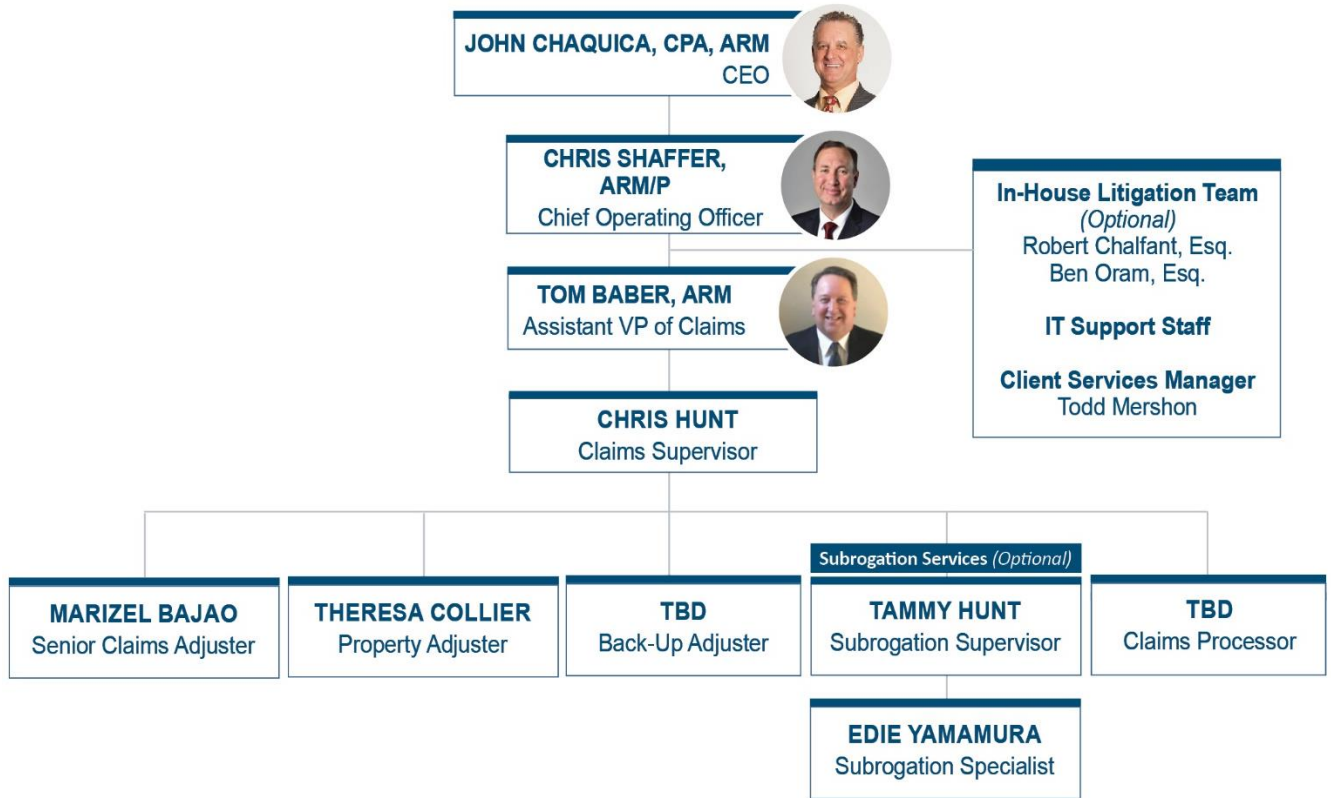 JOHN CHAQUICA, CPA, ARM
CEO
CHRIS SHAFFER,
ARM/P
Chief Operating Officer
In-House Litigation Team
(Optional)
Robert Chalfant, Esq.
Ben Oram, Esq.
IT Support Staff
Client Services Manager
Todd Mershon
TOM BABER, ARM
Assistant VP of Claims
CHRIS HUNT
Claims Supervisor
MARIZEL BAJAO
Senior Claims Adjuster
THERESA COLLIER
Property Adjuster
TBD
Back-Up Adjuster
Subrogation Services (Optional)
TAMMY HUNT
Subrogation Supervisor
TBD
Claims Processor
EDIE YAMAMURA
Subrogation Specialist